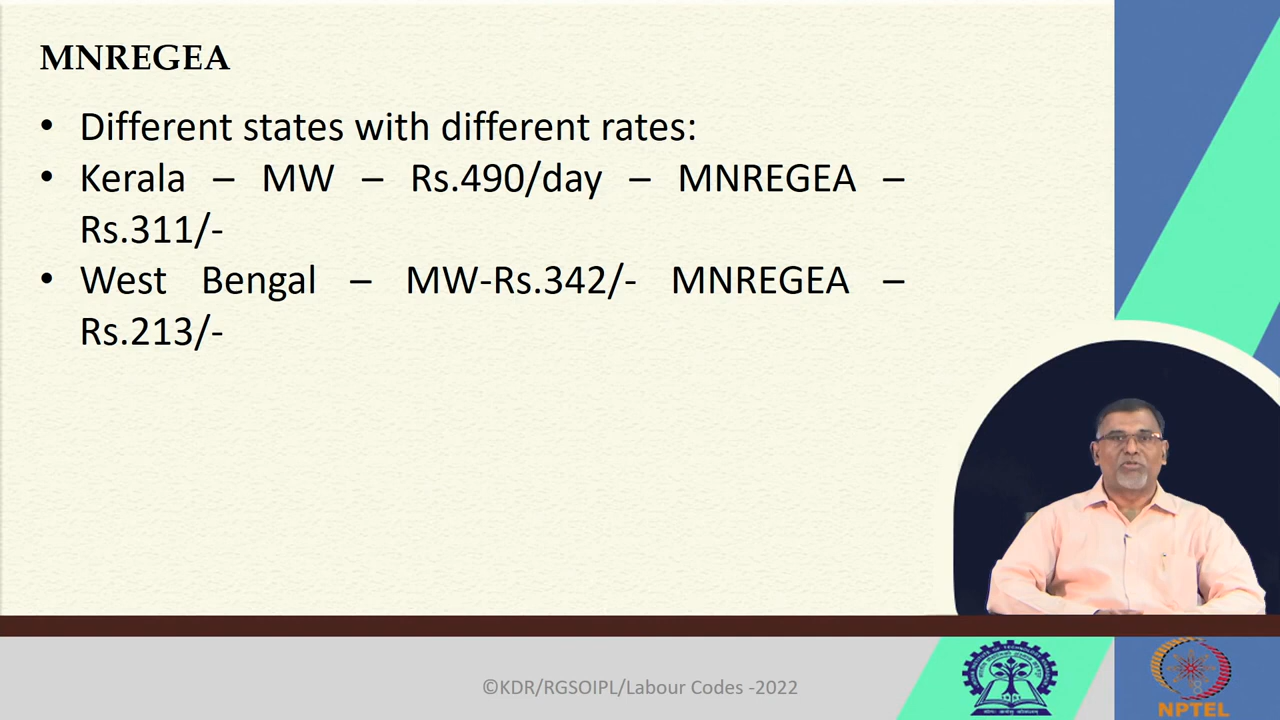 MNREGEA
• Different states with different rates:
• Kerala – MW – Rs.490/day – MNREGEA –
Rs.311/-
• West Bengal – MW-Rs.342/- MNREGEA –
Rs.213/-
©KDR/RGSOIPL/Labour Codes -2022
8
NPTEL